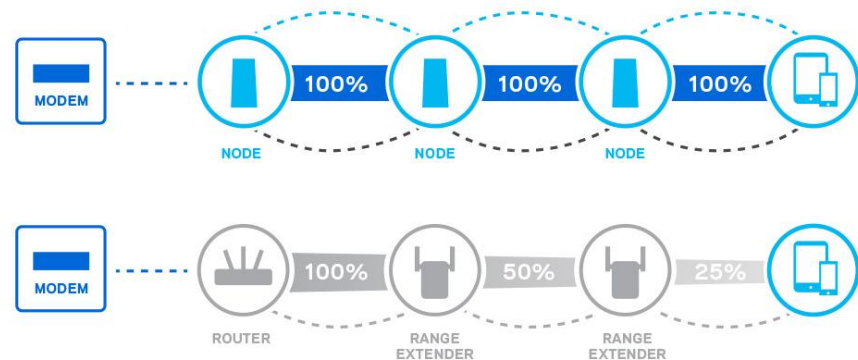 MODEM
100%
100%
100%
NODE
NODE
NODE
MODEM
100%
50%
25%
ROUTER
RANGE
EXTENDER
RANGE
EXTENDER